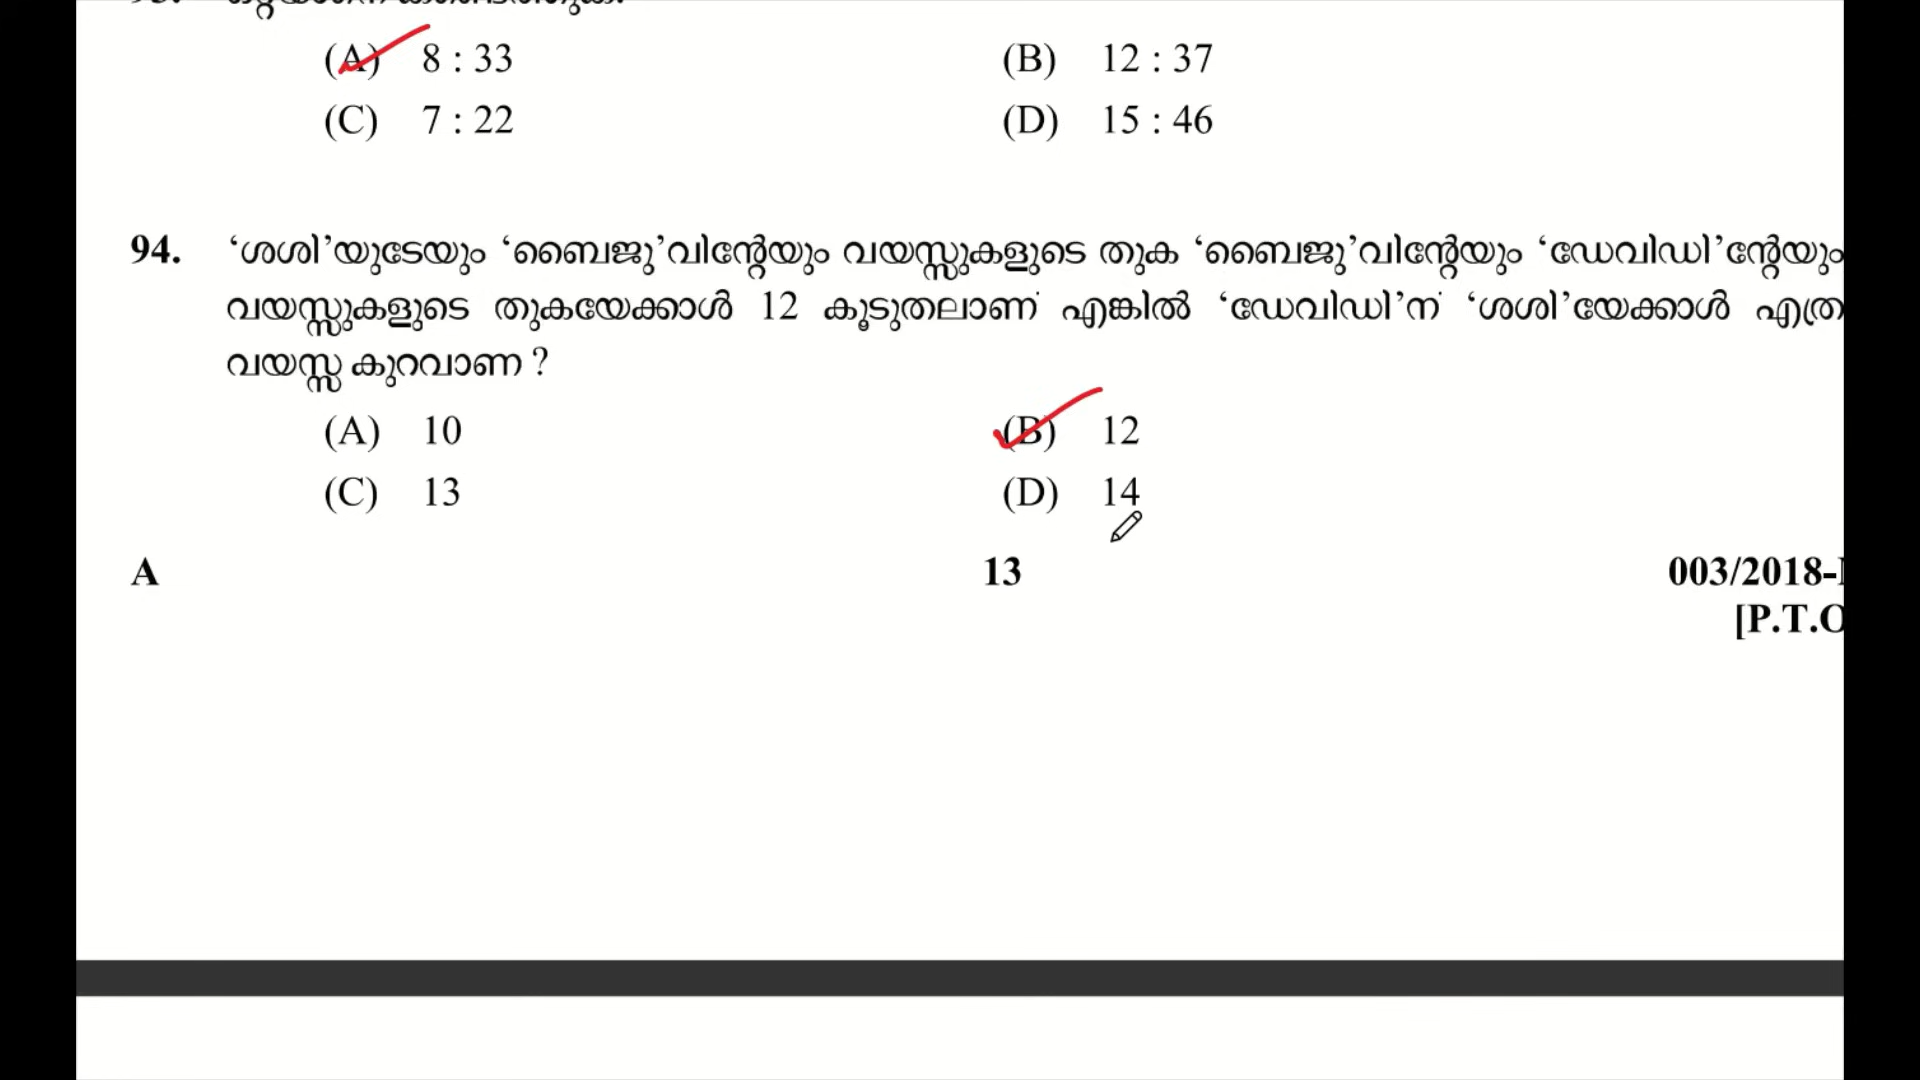 (A) 8 : 33 (B) 12 : 37
(C) 7 : 22 (D) 15 : 46
94. ‘ശശി’യുടേയും ‘ബൈജു’വിന്റേയും വയസ്സുകളുടെ തുക ‘ബൈജു’വിന്റേയും ‘ഡേവിഡി’ന്റേയും
വയസ്സുകളുടെ തുകയേക്കാൾ 12 കൂടുതലാണ് എങ്കിൽ ‘ഡേവിഡി’ന് ‘ശശി’യേക്കാൾ എത്ര
വയസ്സ കുറവാണ ?
(A) 10 (B) 12
(C) 13 (D) 14
A 13 003/2018-
[P.T.O